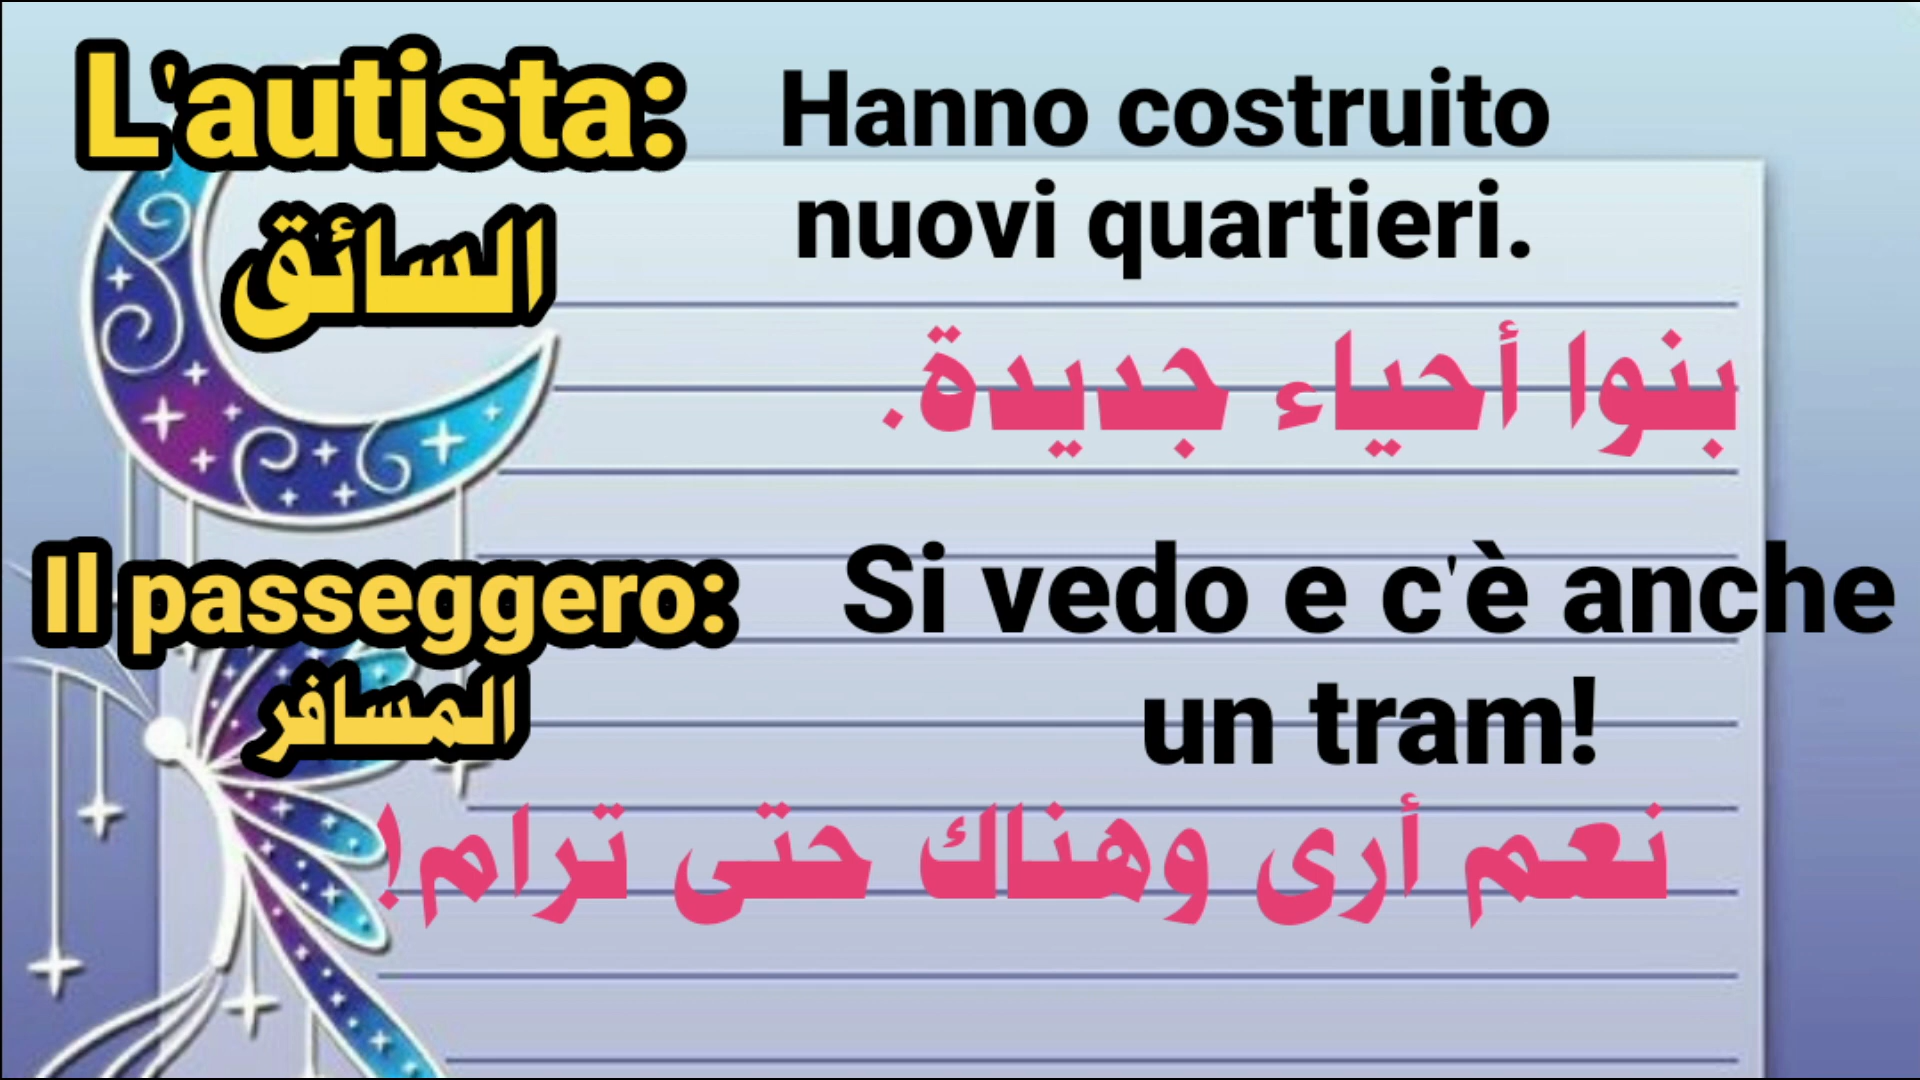 L'autista:
السائق
Hanno costruito
nuovi quartieri.
بنوا أحياء جديدة.
Il passeggero:
المسافر
Si vedo e c'è anche
un tram!
نعم أرى وهناك حتى ترام!